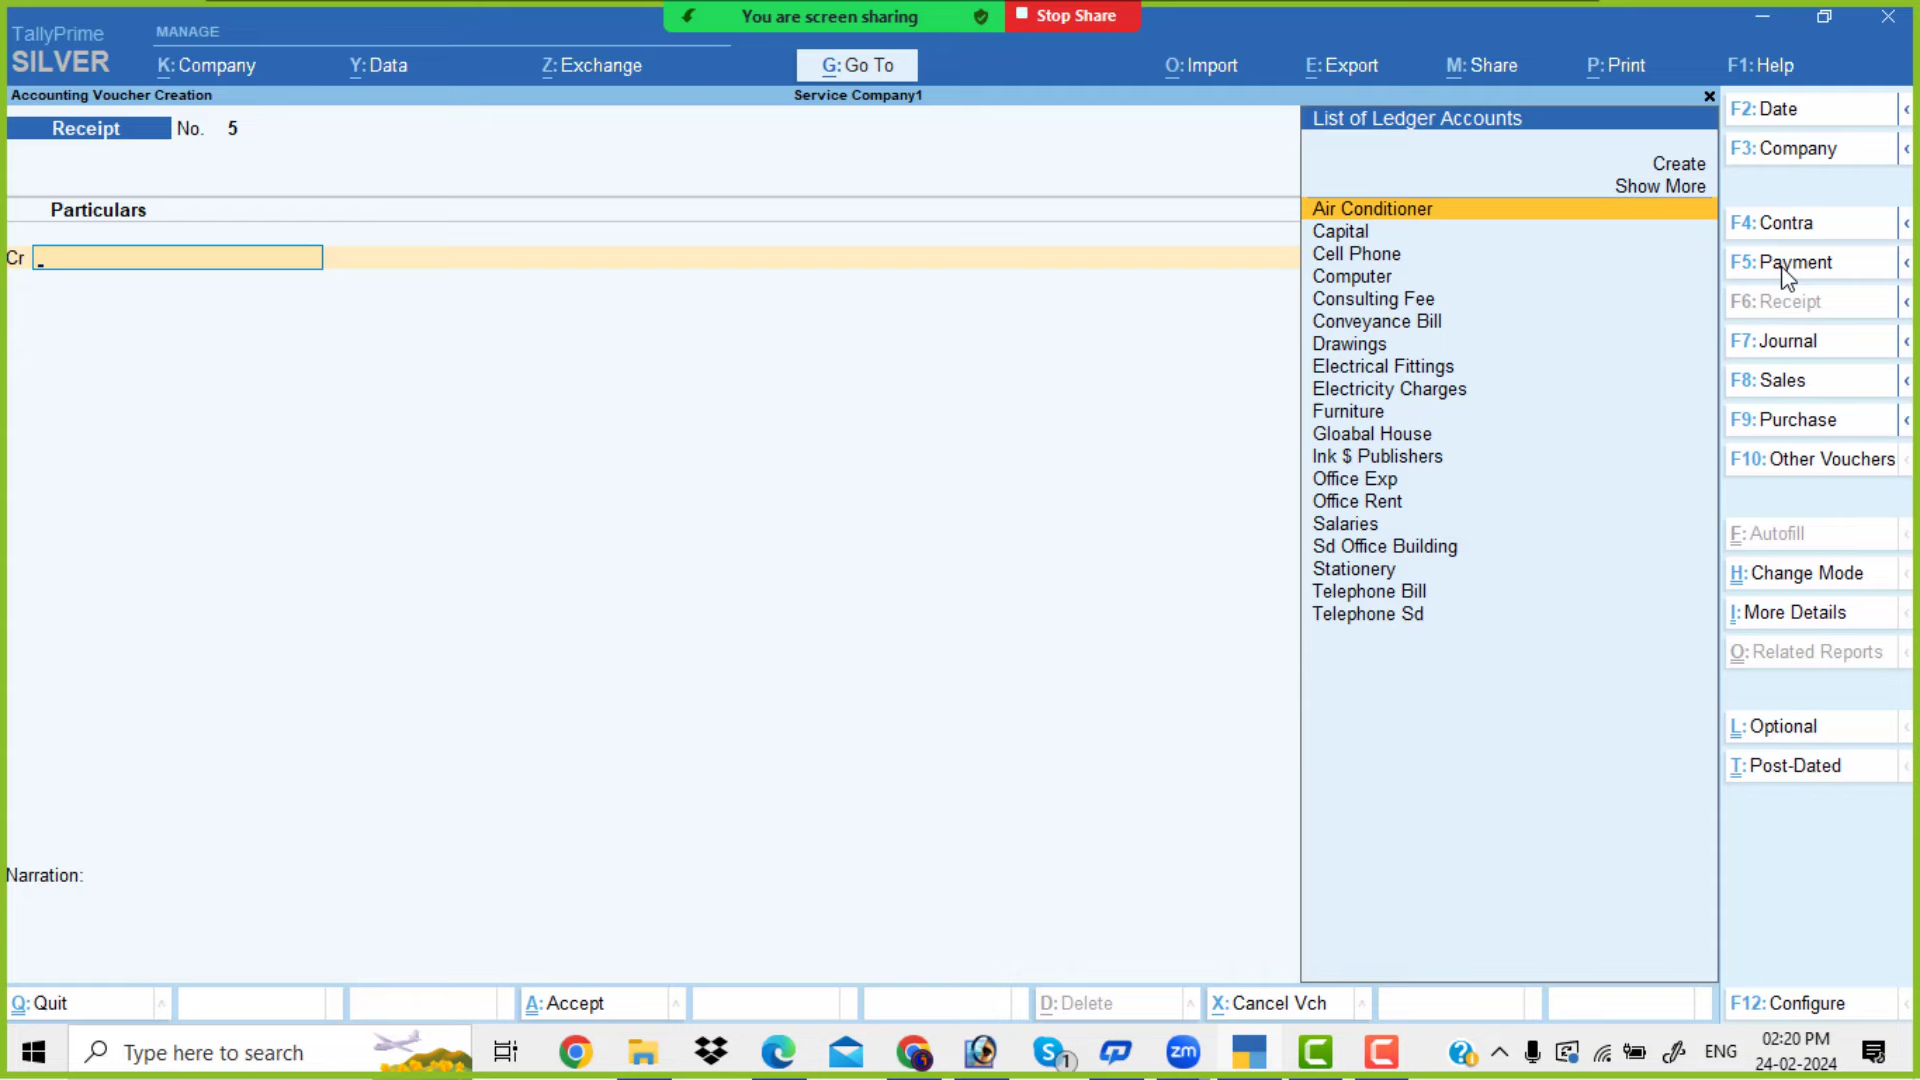 You are screen sharing
Stop Share
TallyPrime
SILVER
MANAGE
K: Company
Y: Data
Z: Exchange
G: Go To
O: Import
E: Export
M: Share
P: Print
F1: Help
Accounting Voucher Creation
Service Company1
Receipt No. 5
Particulars
Cr
List of Ledger Accounts
Create
Show More
Air Conditioner
Capital
Cell Phone
Computer
Consulting Fee
Conveyance Bill
Drawings
Electrical Fittings
Electricity Charges
Furniture
Gloabal House
Ink $ Publishers
Office Exp
Office Rent
Salaries
Sd Office Building
Stationery
Telephone Bill
Telephone Sd
F2: Date
F3: Company
F4: Contra
F5: Payment
F6: Receipt
F7: Journal
F8: Sales
F9: Purchase
F10: Other Vouchers
F: Autofill
H: Change Mode
I: More Details
O: Related Reports
L: Optional
T: Post-Dated
Narration:
Q: Quit
A: Accept
D: Delete
X: Cancel Vch
F12: Configure
Type here to search
zm
1
ENG
02:20 PM
24-02-2024